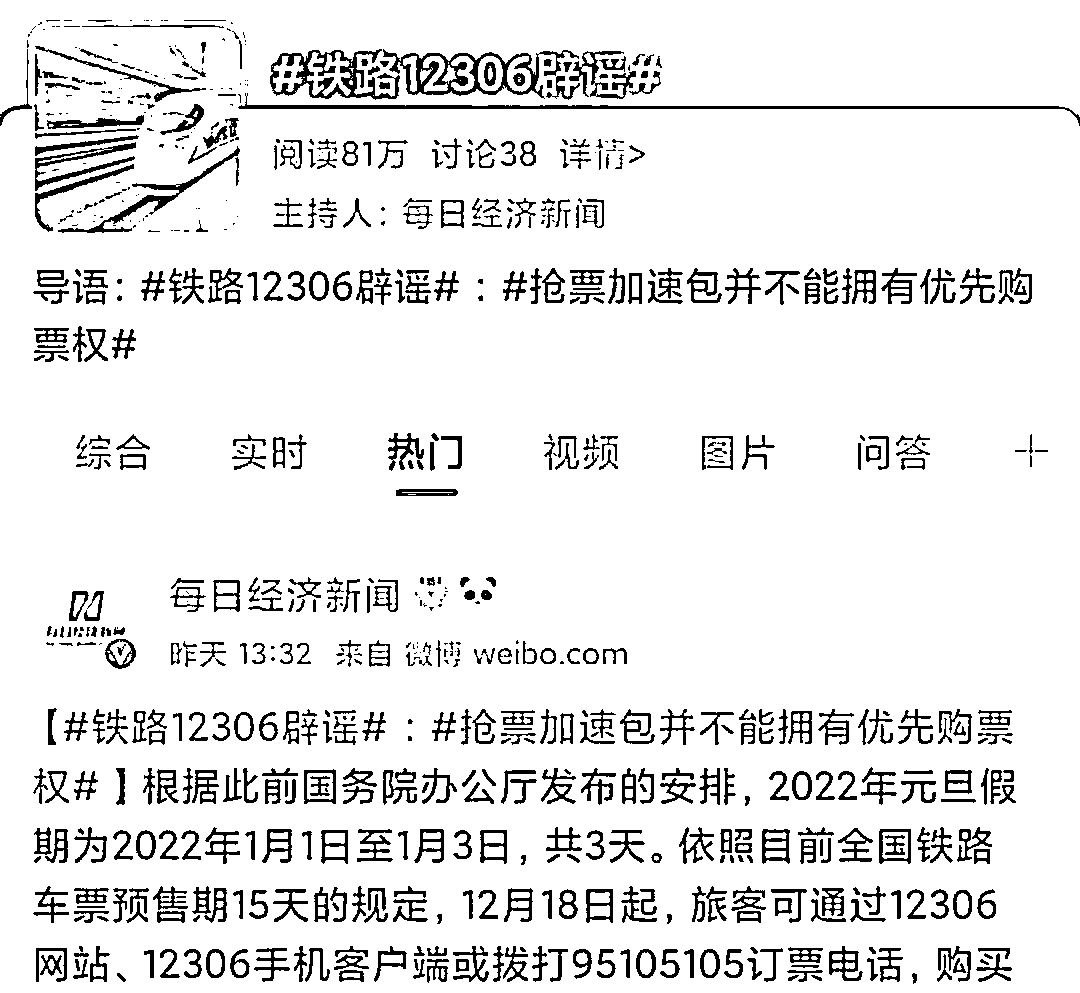 #铁路12306辟谣#
阅读81万 讨论38 详情>
主持人：每日经济新闻
导语：#铁路12306辟谣#：#抢票加速包并不能拥有优先购
票权#
综合 实时 热门 视频 图片 问答 +
每日经济新闻
昨天 13:32 来自 微博 weibo.com
【#铁路12306辟谣#：#抢票加速包并不能拥有优先购票
权#】根据此前国务院办公厅发布的安排，2022年元旦假
期为2022年1月1日至1月3日，共3天。依照目前全国铁路
车票预售期15天的规定，12月18日起，旅客可通过12306
网站、12306手机客户端或拨打95105105订票电话，购买